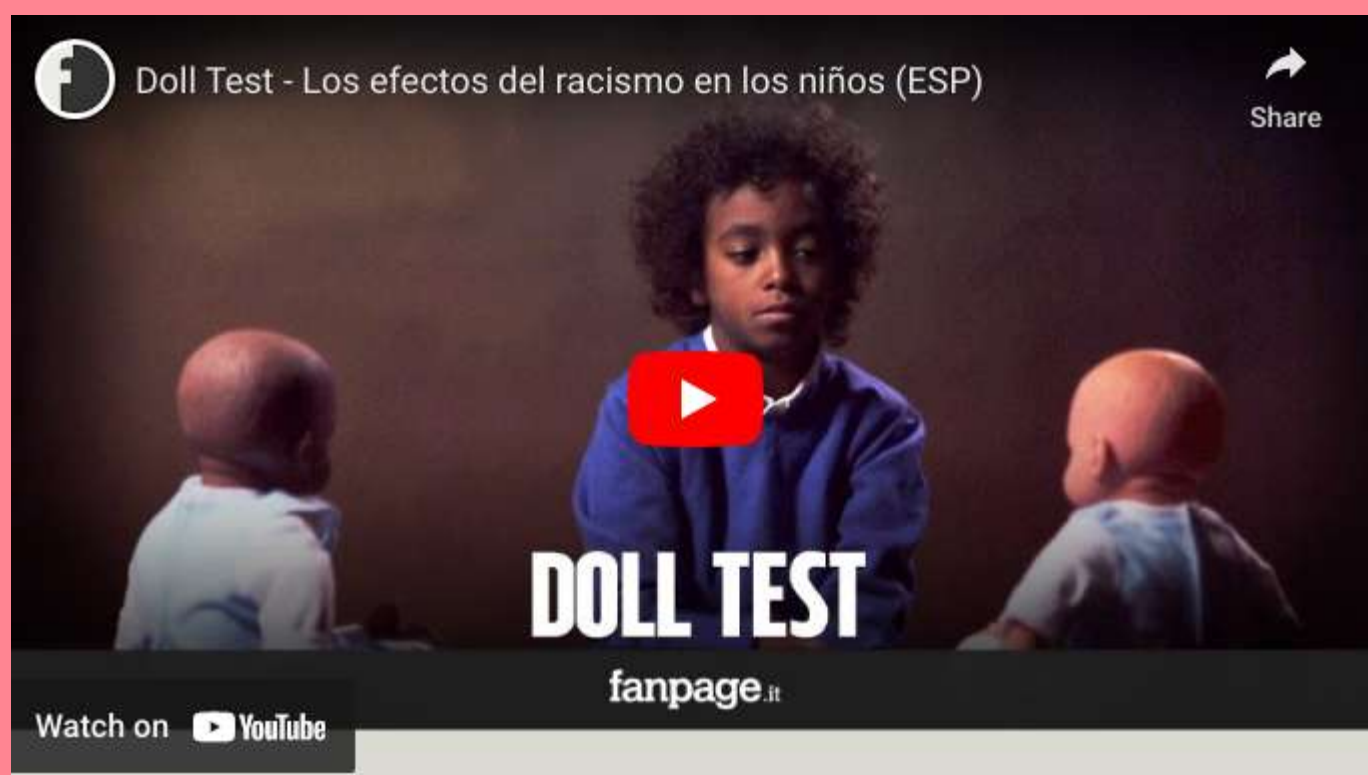 Doll Test - Los efectos del racismo en los niños (ESP)
Share
DOLL TEST
fanpage.it
Watch on YouTube